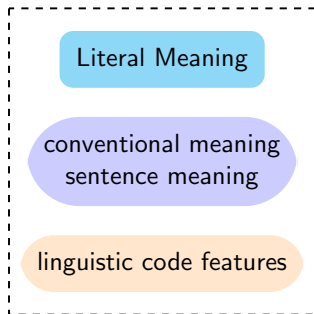 Literal Meaning
conventional meaning
sentence meaning
linguistic code features